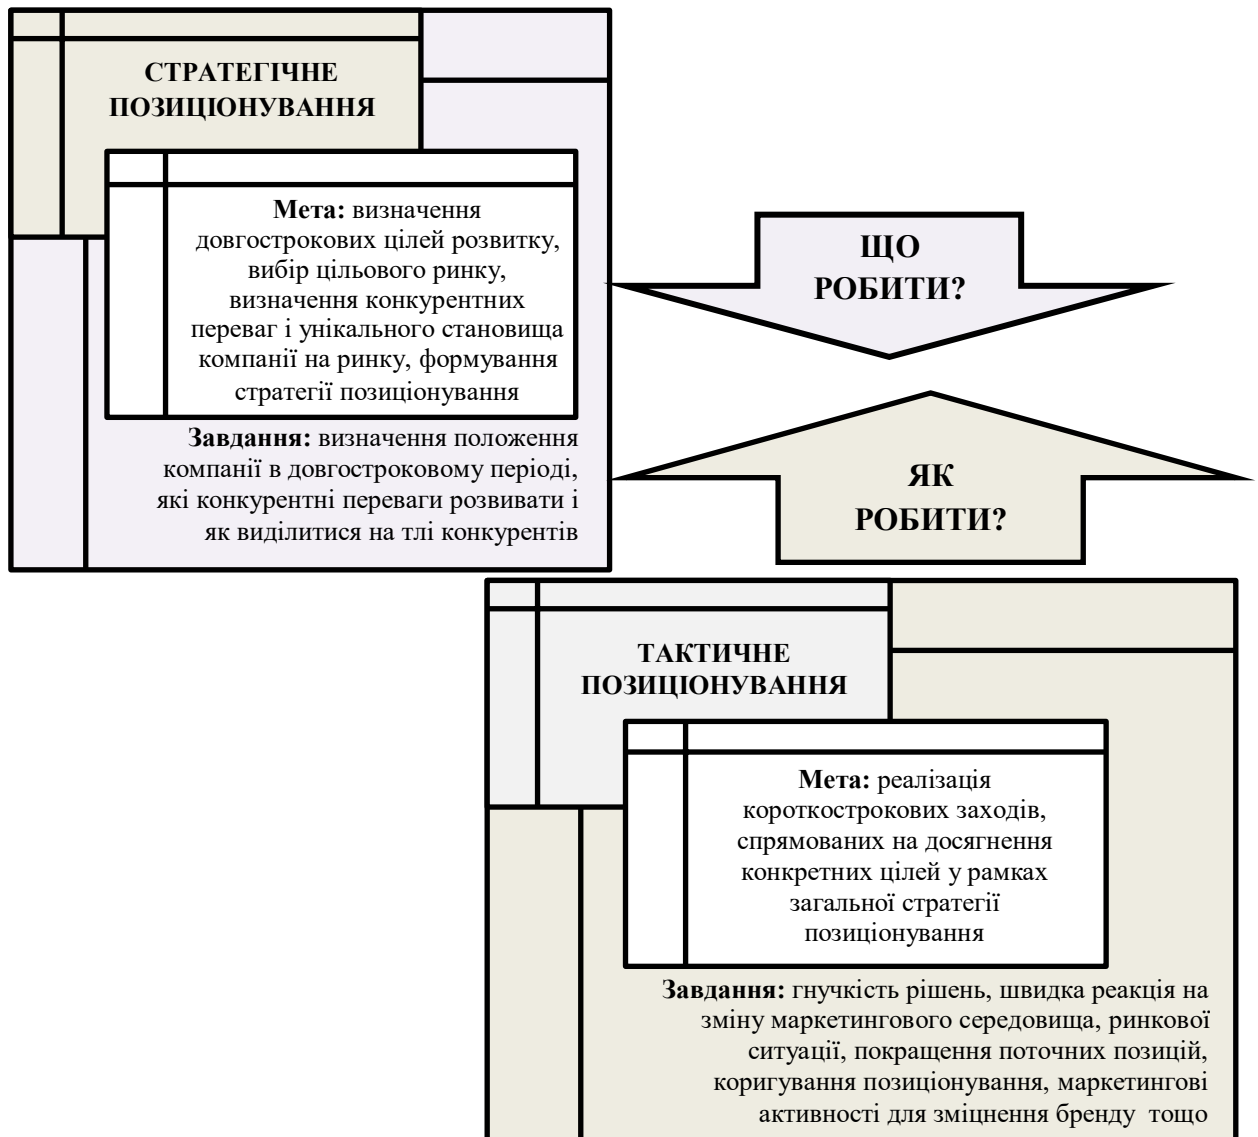 СТРАТЕГІЧНЕ
ПОЗИЦІОНУВАННЯ
Мета: визначення
довгострокових цілей розвитку,
вибір цільового ринку,
визначення конкурентних
переваг і унікального становища
компанії на ринку, формування
стратегії позиціонування
Завдання: визначення положення
компанії в довгостроковому періоді,
які конкурентні переваги розвивати і
як виділитися на тлі конкурентів
ЩО
РОБИТИ?
ЯК
РОБИТИ?
ТАКТИЧНЕ
ПОЗИЦІОНУВАННЯ
Мета: реалізація
короткострокових заходів,
спрямованих на досягнення
конкретних цілей у рамках
загальної стратегії
позиціонування
Завдання: гнучкість рішень, швидка реакція на
зміну маркетингового середовища, ринкової
ситуації, покращення поточних позицій,
коригування позиціонування, маркетингові
активності для зміцнення бренду тощо